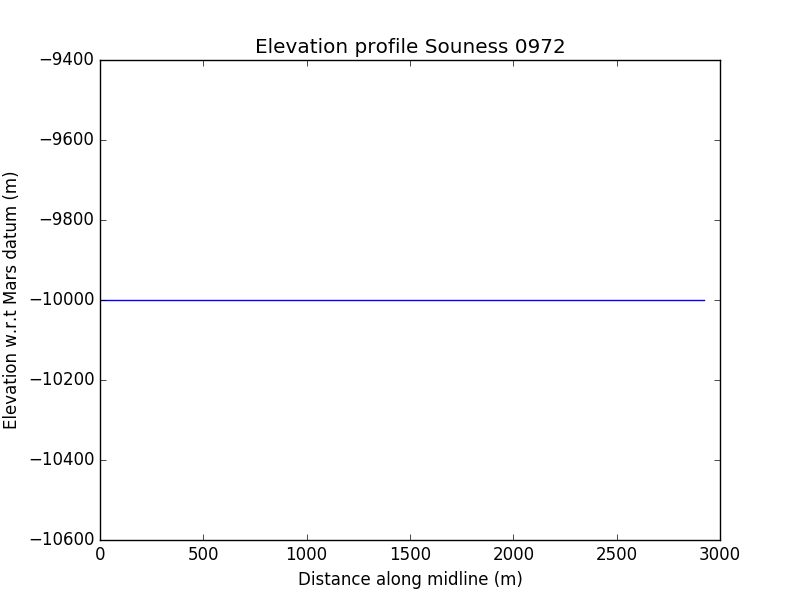 Elevation profile Souness 0972
−9400
−9600
−9800
−10000
−10200
−10400
−10600
Elevation w.r.t Mars datum (m)
0 500 1000 1500 2000 2500 3000
Distance along midline (m)